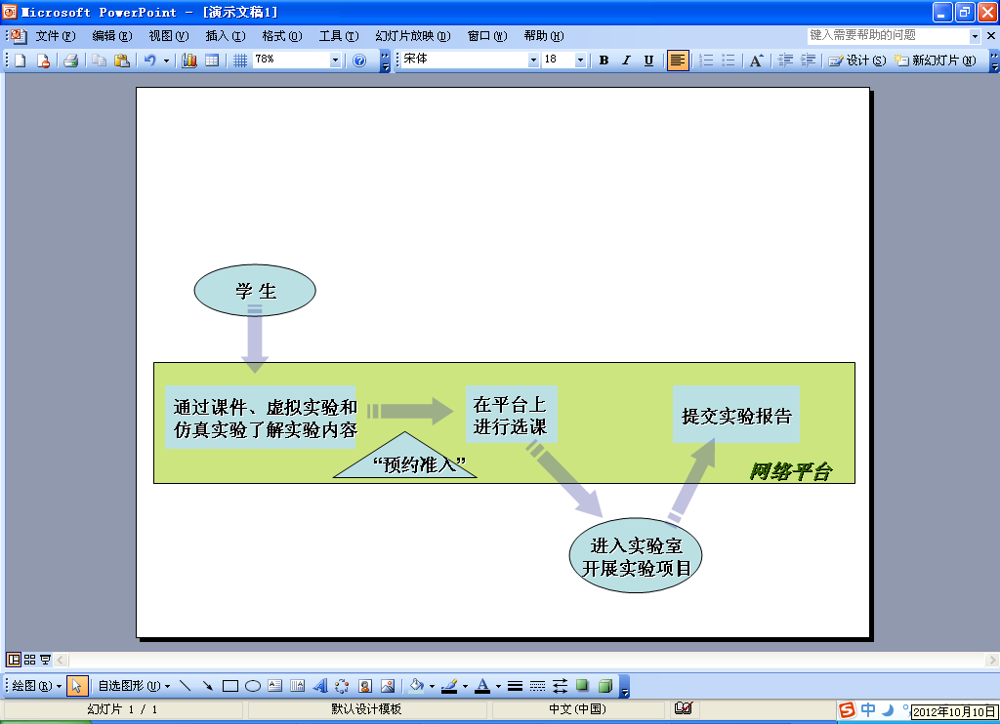 Microsoft PowerPoint - [演示文稿1]
文件(F) 编辑(E) 视图(V) 插入(I) 格式(O) 工具(T) 幻灯片放映(D) 窗口(W) 帮助(H) 键入需要帮助的问题
78% 宋体 18 B I U A 设计(S) 新幻灯片(N)
学 生
通过课件、虚拟实验和
仿真实验了解实验内容
在平台上
进行选课
提交实验报告
“预约准入”
网络平台
进入实验室
开展实验项目
绘图(R) 自选图形(U)
幻灯片 1 / 1 默认设计模板 中文(中国)
中 2012年10月10日